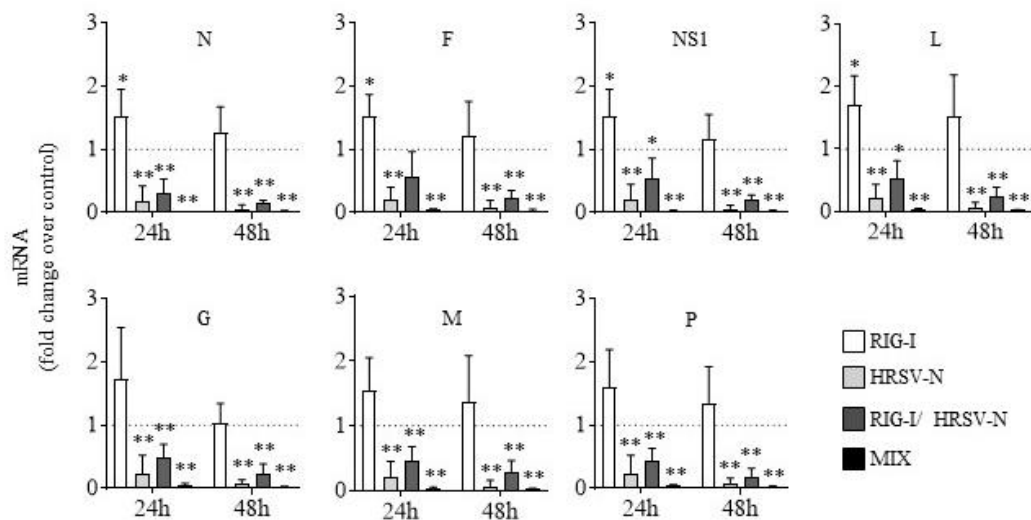 mRNA
(fold change over control)
N
3
2
1
0
*
** ** **
** ** **
24h 48h
F
3
2
1
0
*
** **
** ** **
24h 48h
NS1
3
2
1
0
*
** * **
** ** **
24h 48h
L
3
2
1
0
*
** * **
** ** **
24h 48h
G
3
2
1
0
** ** **
** ** **
24h 48h
M
3
2
1
0
** ** **
** ** **
24h 48h
P
3
2
1
0
** ** **
** ** **
24h 48h
RIG-I
HRSV-N
RIG-I/ HRSV-N
MIX